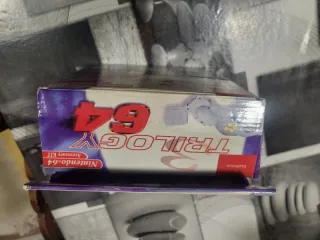 TRILOGY
64
Nintendo-64
Accessory KIT